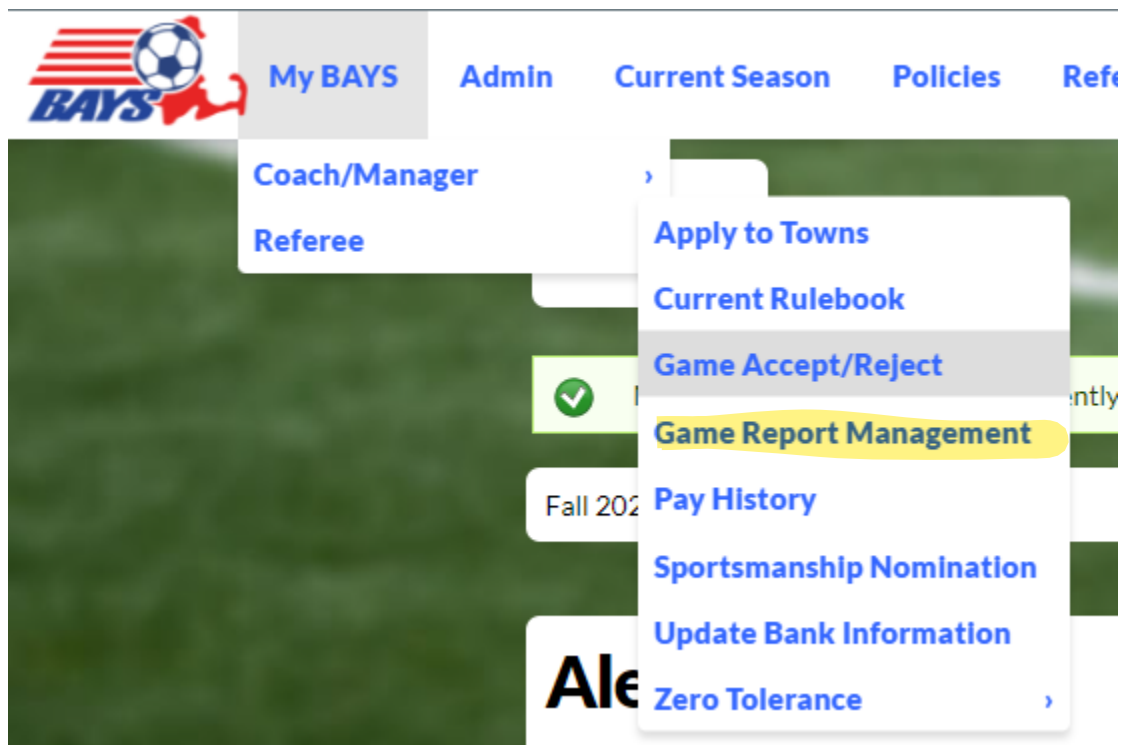 BAYS
My BAYS Admin Current Season Policies
Coach/Manager ›
Referee
Apply to Towns
Current Rulebook
Game Accept/Reject
Game Report Management
Pay History
Sportsmanship Nomination
Update Bank Information
Zero Tolerance ›
Fall